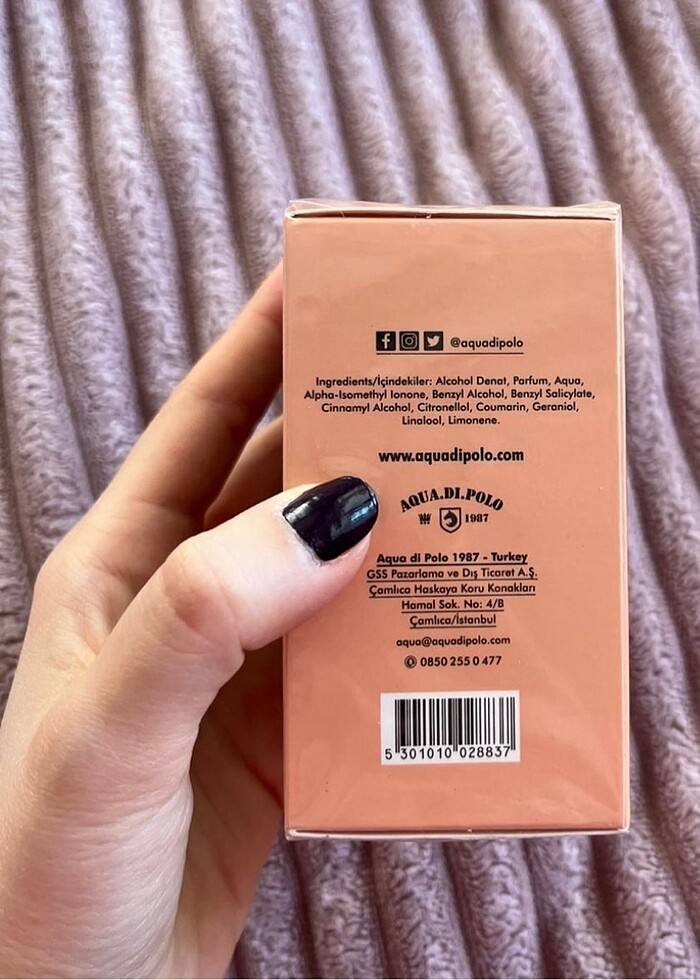 @aquadipolo
Ingredients/İçindekiler: Alcohol Denat, Parfum, Aqua,
Alpha-Isomethyl Ionone, Benzyl Alcohol, Benzyl Salicylate,
Cinnamyl Alcohol, Citronellol, Coumarin, Geraniol,
Linalool, Limonene.
www.aquadipolo.com
AQUA.DI.POLO
1987
Aqua di Polo 1987 - Turkey
GSS Pazarlama ve Dış Ticaret A.Ş.
Çamlıca Haskaya Koru Konakları
Hamal Sok. No: 4/B
Çamlıca/İstanbul
aqua@aquadipolo.com
0850 255 0 477
5 301010 028837